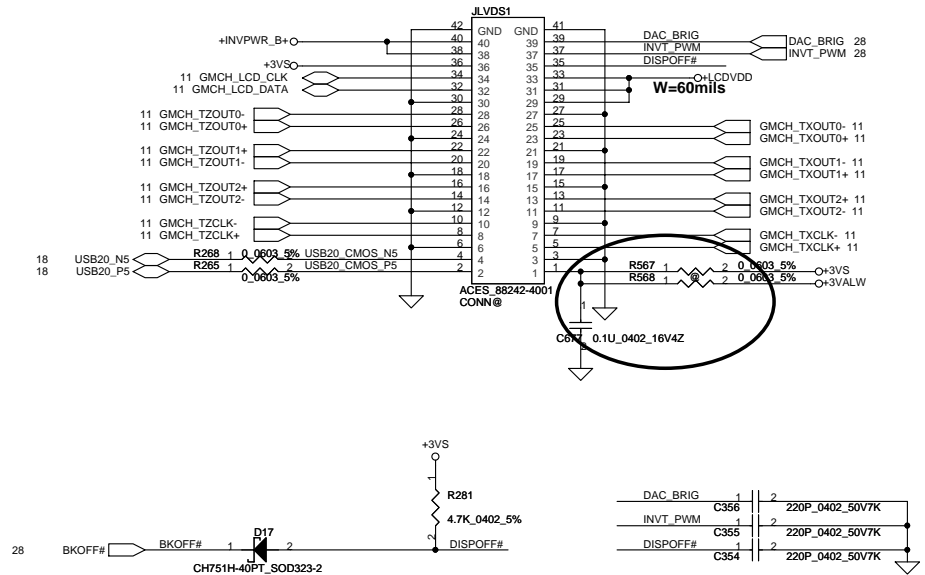 JLVDS1
42 GND GND 41
+INVPWR_B+ 40 40 39 39 DAC_BRIG DAC_BRIG 28
38 38 37 37 INVT_PWM INVT_PWM 28
+3VS 36 36 35 35 DISPOFF#
11 GMCH_LCD_CLK 34 34 33 33 +LCDVDD
11 GMCH_LCD_DATA 32 32 31 31 W=60mils
30 30 29 29
11 GMCH_TZOUT0- 28 28 27 27
11 GMCH_TZOUT0+ 26 26 25 25 GMCH_TXOUT0- 11
24 24 23 23 GMCH_TXOUT0+ 11
11 GMCH_TZOUT1+ 22 22 21 21
11 GMCH_TZOUT1- 20 20 19 19 GMCH_TXOUT1- 11
18 18 17 17 GMCH_TXOUT1+ 11
11 GMCH_TZOUT2+ 16 16 15 15
11 GMCH_TZOUT2- 14 14 13 13 GMCH_TXOUT2+ 11
12 12 11 11 GMCH_TXOUT2- 11
11 GMCH_TZCLK- 10 10 9 9
11 GMCH_TZCLK+ 8 8 7 7 GMCH_TXCLK- 11
6 6 5 5 GMCH_TXCLK+ 11
18 USB20_N5 R268 1 2 0_0603_5% USB20_CMOS_N5 4 4 3 3
18 USB20_P5 R265 1 2 USB20_CMOS_P5 2 2 1 1 R567 1 2 0_0603_5% +3VS
0_0603_5% R568 1 @ 2 0_0603_5% +3VALW
ACES_88242-4001
CONN@
1
C677 0.1U_0402_16V4Z
2
+3VS
1
R281
4.7K_0402_5%
2
28 BKOFF# BKOFF# 1 D17 2 DISPOFF#
CH751H-40PT_SOD323-2
DAC_BRIG 1 2
C356 220P_0402_50V7K
INVT_PWM 1 2
C355 220P_0402_50V7K
DISPOFF# 1 2
C354 220P_0402_50V7K